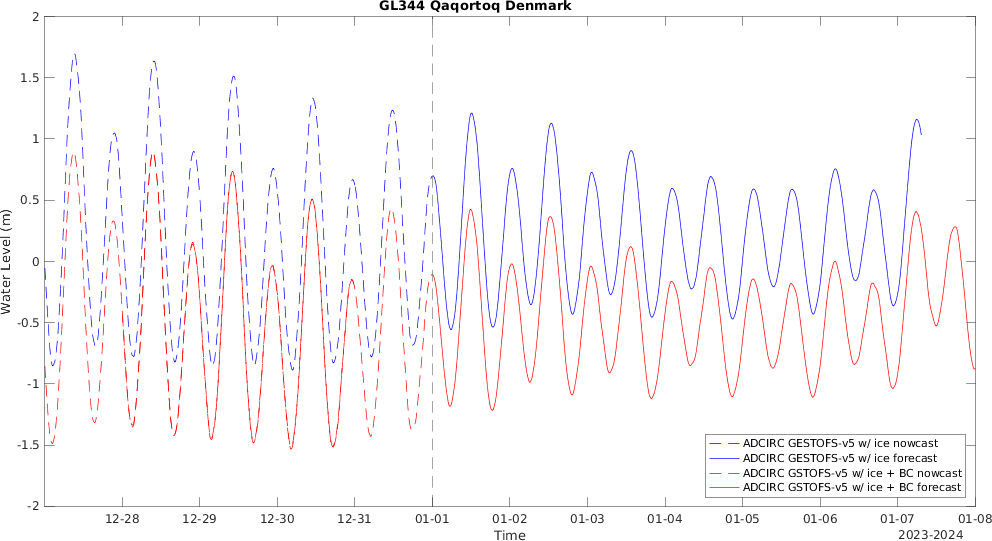 GL344 Qaqortoq Denmark
2
1.5
1
0.5
0
-0.5
-1
-1.5
-2
Water Level (m)
12-28 12-29 12-30 12-31 01-01 01-02 01-03 01-04 01-05 01-06 01-07 01-08
Time
2023-2024
ADCIRC GESTOFS-v5 w/ ice nowcast
ADCIRC GESTOFS-v5 w/ ice forecast
ADCIRC GSTOFS-v5 w/ ice + BC nowcast
ADCIRC GSTOFS-v5 w/ ice + BC forecast